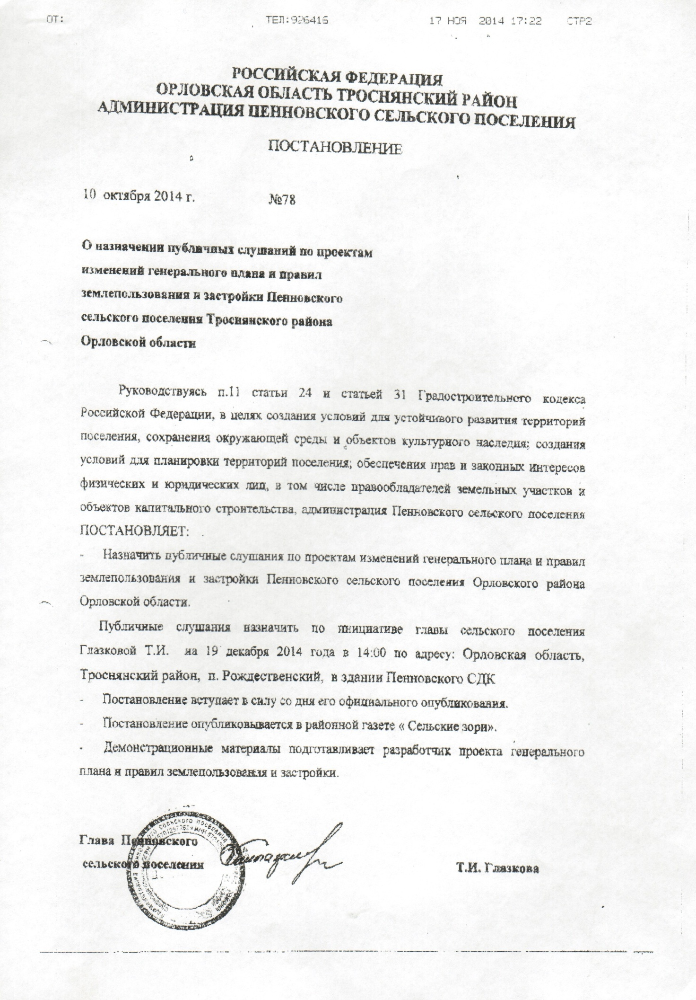 ОТ: ТЕЛ:926416 17 НОЯ 2014 17:22 СТР2
РОССИЙСКАЯ ФЕДЕРАЦИЯ
ОРЛОВСКАЯ ОБЛАСТЬ ТРОСНЯНСКИЙ РАЙОН
АДМИНИСТРАЦИЯ ПЕННОВСКОГО СЕЛЬСКОГО ПОСЕЛЕНИЯ
ПОСТАНОВЛЕНИЕ
10 октября 2014 г. №78
О назначении публичных слушаний по проектам
изменений генерального плана и правил
землепользования и застройки Пенновского
сельского поселения Троснянского района
Орловской области
Руководствуясь п.11 статьи 24 и статьей 31 Градостроительного кодекса
Российской Федерации, в целях создания условий для устойчивого развития территорий
поселения, сохранения окружающей среды и объектов культурного наследия; создания
условий для планировки территорий поселения; обеспечения прав и законных интересов
физических и юридических лиц, в том числе правообладателей земельных участков и
объектов капитального строительства, администрация Пенновского сельского поселения
ПОСТАНОВЛЯЕТ:
- Назначить публичные слушания по проектам изменений генерального плана и правил
землепользования и застройки Пенновского сельского поселения Орловского района
Орловской области.
Публичные слушания назначить по инициативе главы сельского поселения
Глазковой Т.И. на 19 декабря 2014 года в 14:00 по адресу: Орловская область,
Троснянский район, п. Рождественский, в здании Пенновского СДК
- Постановление вступает в силу со дня его официального опубликования.
- Постановление опубликовывается в районной газете « Сельские зори».
- Демонстрационные материалы подготавливает разработчик проекта генерального
плана и правил землепользования и застройки.
Глава Пенновского
сельского поселения Т.И. Глазкова
сельского поселения